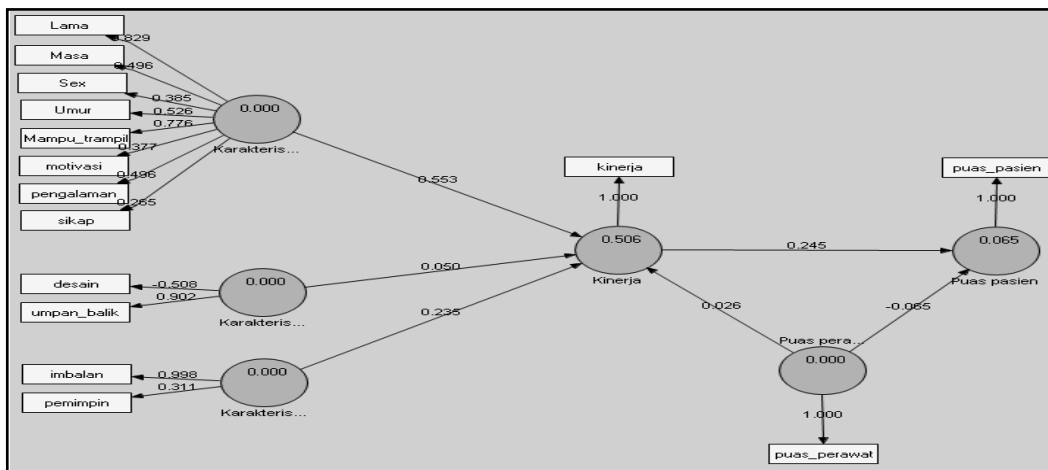 Lama
0.829
Masa
0.496
Sex
0.385
Umur
0.526
Mampu_trampil
0.776
motivasi
0.377
pengalaman
0.496
sikap
0.265
0.000
Karakteris...
0.553
desain
-0.508
umpan_balik
0.902
0.000
Karakteris...
0.050
imbalan
0.998
pemimpin
0.311
0.000
Karakteris...
0.235
kinerja
1.000
0.506
Kinerja
0.245
puas_pasien
1.000
0.065
Puas pasien
0.026
-0.065
Puas pera...
0.000
1.000
puas_perawat